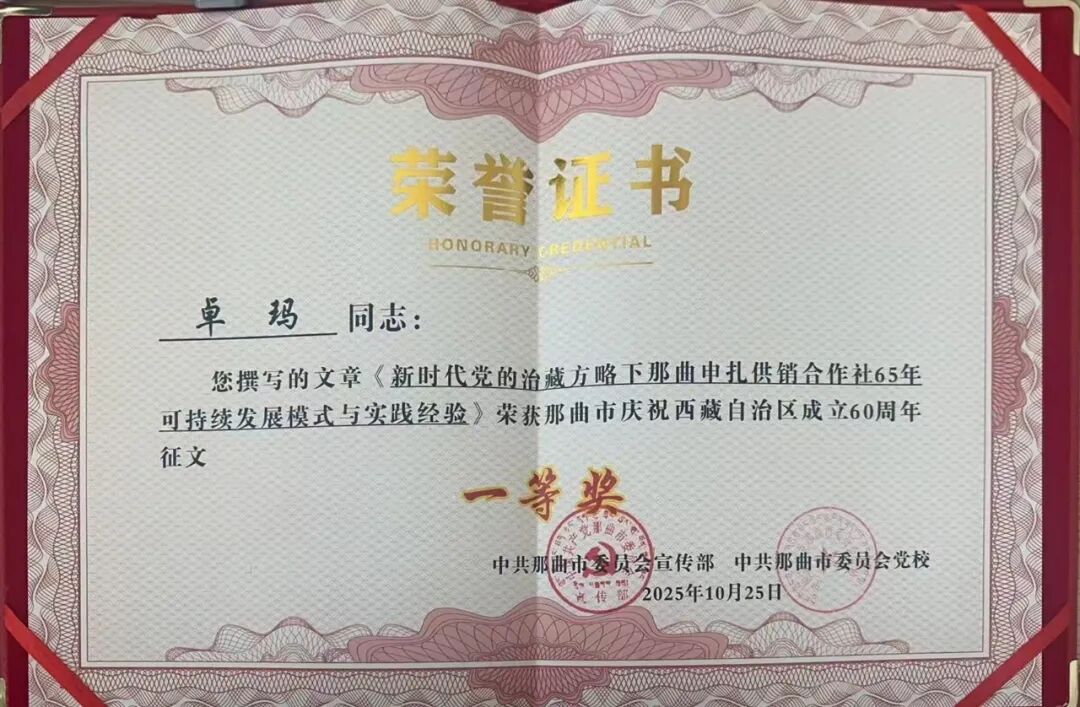 荣誉证书
HONORARY CREDENTIAL
卓 玛 同志：
您撰写的文章《新时代党的治藏方略下那曲申扎供销合作社65年
可持续发展模式与实践经验》荣获那曲市庆祝西藏自治区成立60周年
征文
一等奖
中共那曲市委员会宣传部 中共那曲市委员会党校
2025年10月25日
宣传部